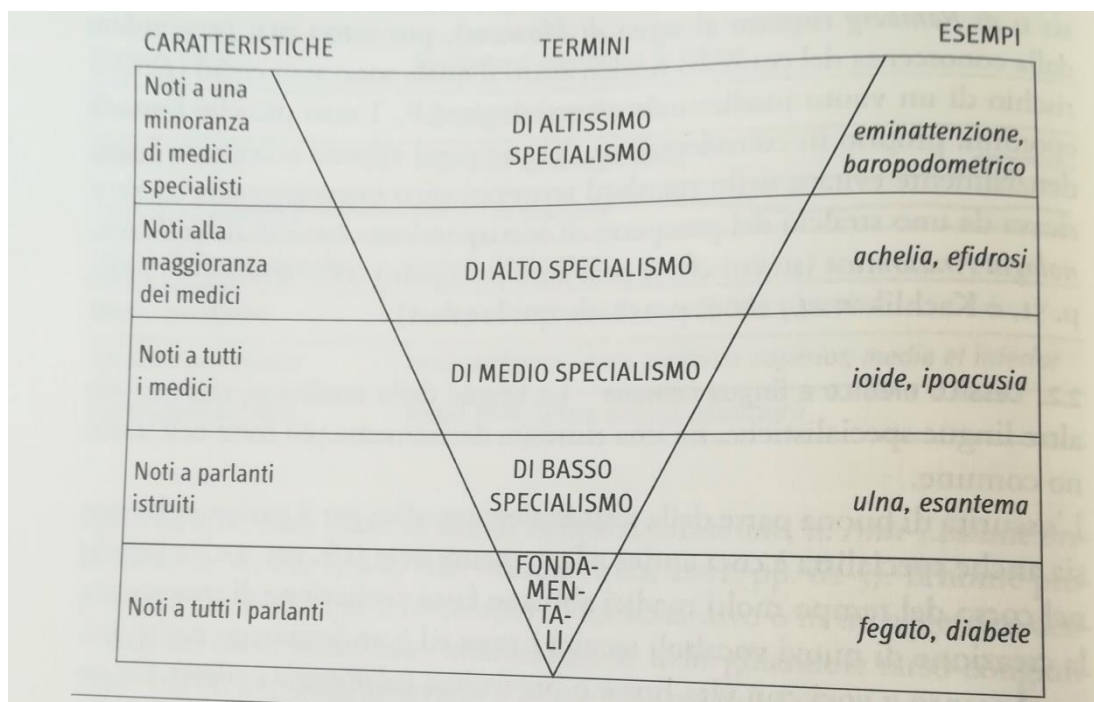 CARATTERISTICHE
TERMINI
ESEMPI
Noti a una
minoranza
di medici
specialisti
DI ALTISSIMO
SPECIALISMO
eminattenzione,
baropodometrico
Noti alla
maggioranza
dei medici
DI ALTO SPECIALISMO
achelia, efidrosi
Noti a tutti
i medici
DI MEDIO SPECIALISMO
ioide, ipoacusia
Noti a parlanti
istruiti
DI BASSO
SPECIALISMO
ulna, esantema
Noti a tutti i parlanti
FONDA-
MEN-
TA-
LI
fegato, diabete